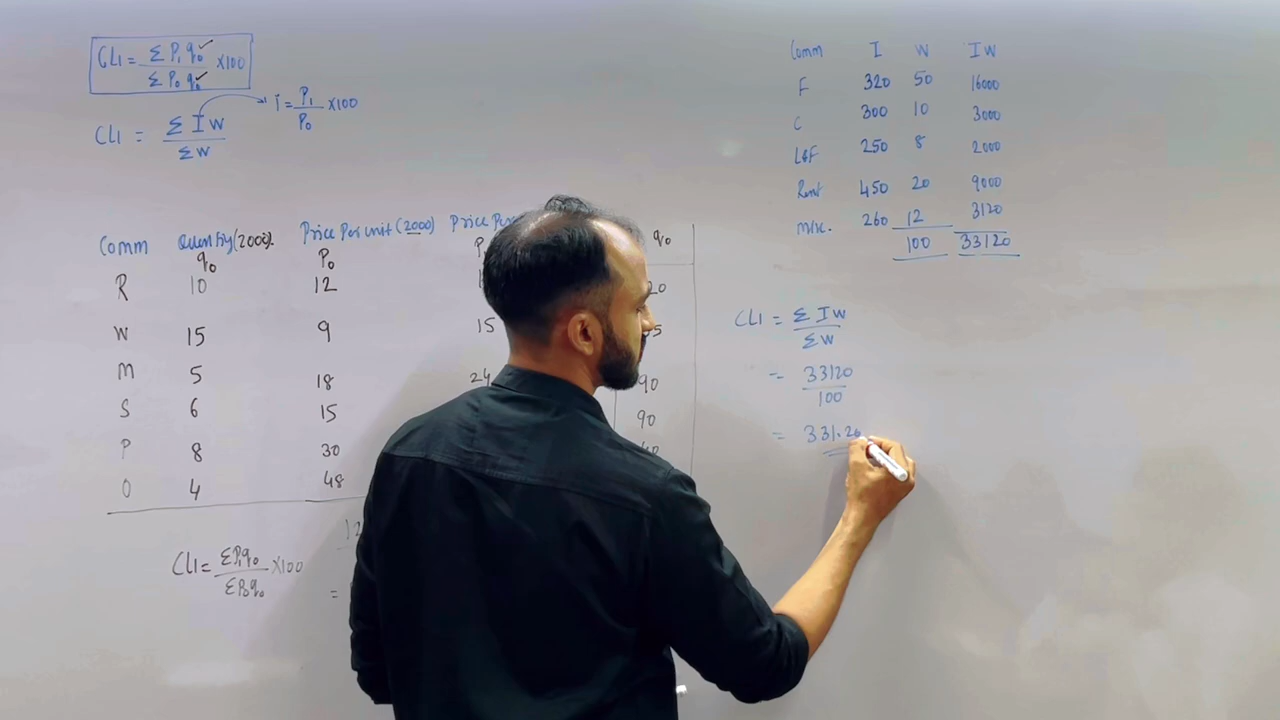 CLI = Σ P₁ q₀ / Σ P₀ q₀ ×100
I = P₁ / P₀ ×100
CLI = Σ I W / Σ W
Comm Quantity(2000). Price Per unit (2000) Price Per
q₀ P₀ P q₀
R 10 12 20
W 15 9 15 5
M 5 18 24 90
S 6 15 90
P 8 30
O 4 48
12
CLI = ΣP₁q₀ / ΣP₀q₀ ×100 =
Comm I W I W
F 320 50 16000
C 300 10 3000
L&F 250 8 2000
Rent 450 20 9000
misc. 260 12 3120
100 33120
CLI = Σ I W / Σ W
= 33120 / 100
= 331.20